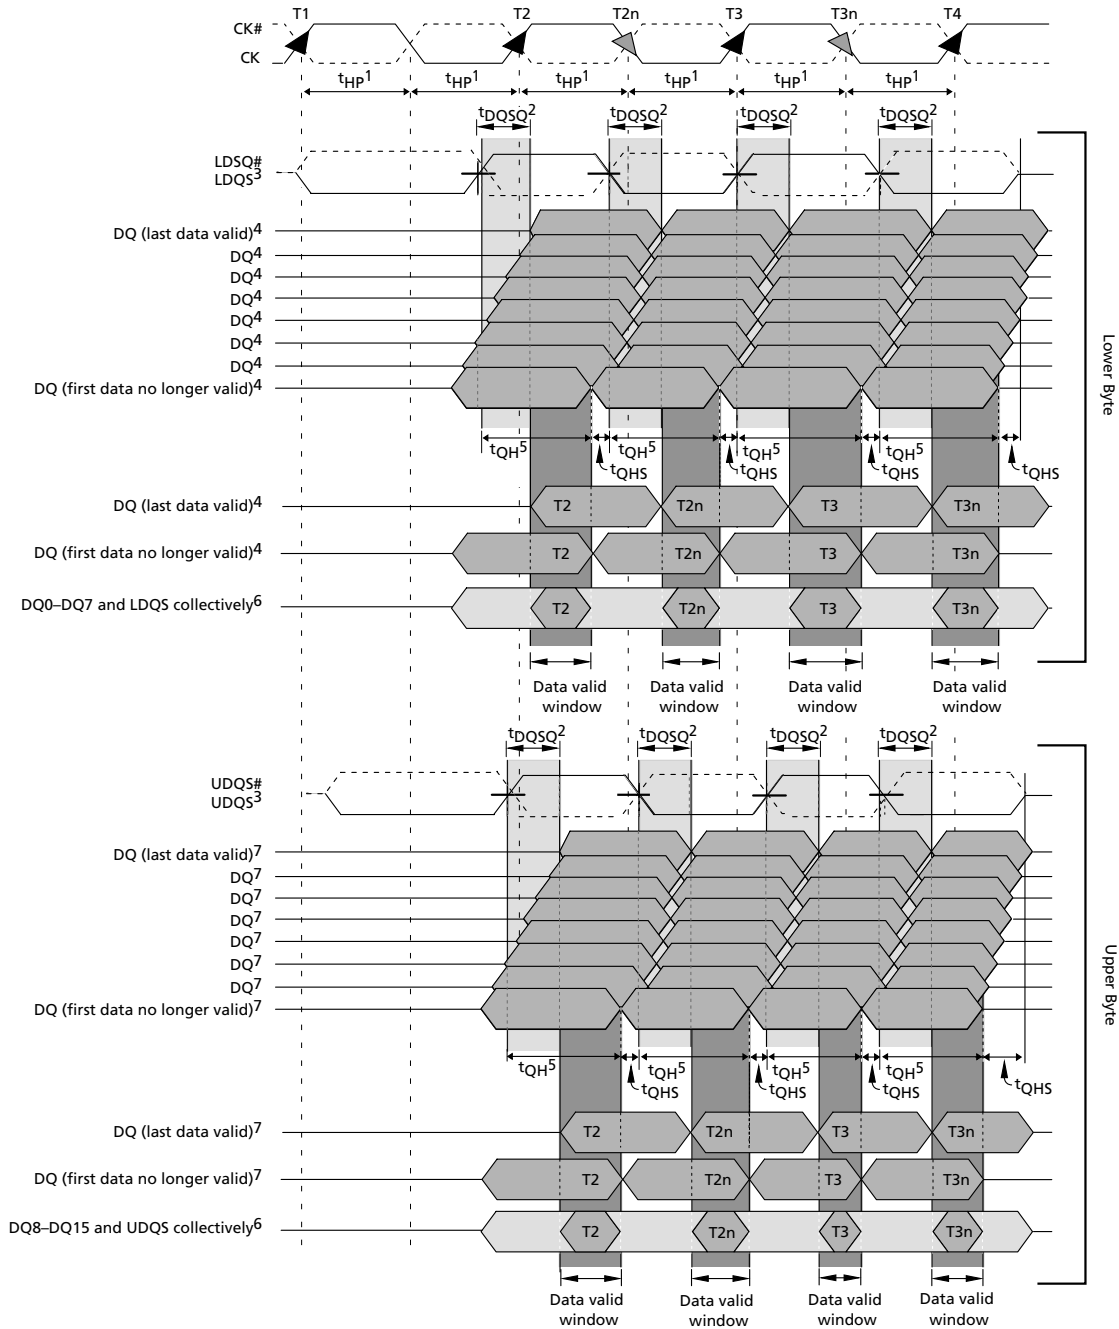 T1 T2 T2n T3 T3n T4
CK#
CK
tHP1 tHP1 tHP1 tHP1 tHP1 tHP1
tDQSQ2 tDQSQ2 tDQSQ2 tDQSQ2
LDSQ#
LDQS3
DQ (last data valid)4
DQ4
DQ4
DQ4
DQ4
DQ4
DQ4
DQ (first data no longer valid)4
tQH5 tQH5 tQH5 tQH5
tQHS tQHS tQHS tQHS
DQ (last data valid)4 T2 T2n T3 T3n
DQ (first data no longer valid)4 T2 T2n T3 T3n
DQ0–DQ7 and LDQS collectively6 T2 T2n T3 T3n
Data valid window Data valid window Data valid window Data valid window
Lower Byte
tDQSQ2 tDQSQ2 tDQSQ2 tDQSQ2
UDQS#
UDQS3
DQ (last data valid)7
DQ7
DQ7
DQ7
DQ7
DQ7
DQ7
DQ (first data no longer valid)7
tQH5 tQH5 tQH5 tQH5
tQHS tQHS tQHS tQHS
DQ (last data valid)7 T2 T2n T3 T3n
DQ (first data no longer valid)7 T2 T2n T3 T3n
DQ8–DQ15 and UDQS collectively6 T2 T2n T3 T3n
Data valid window Data valid window Data valid window Data valid window
Upper Byte